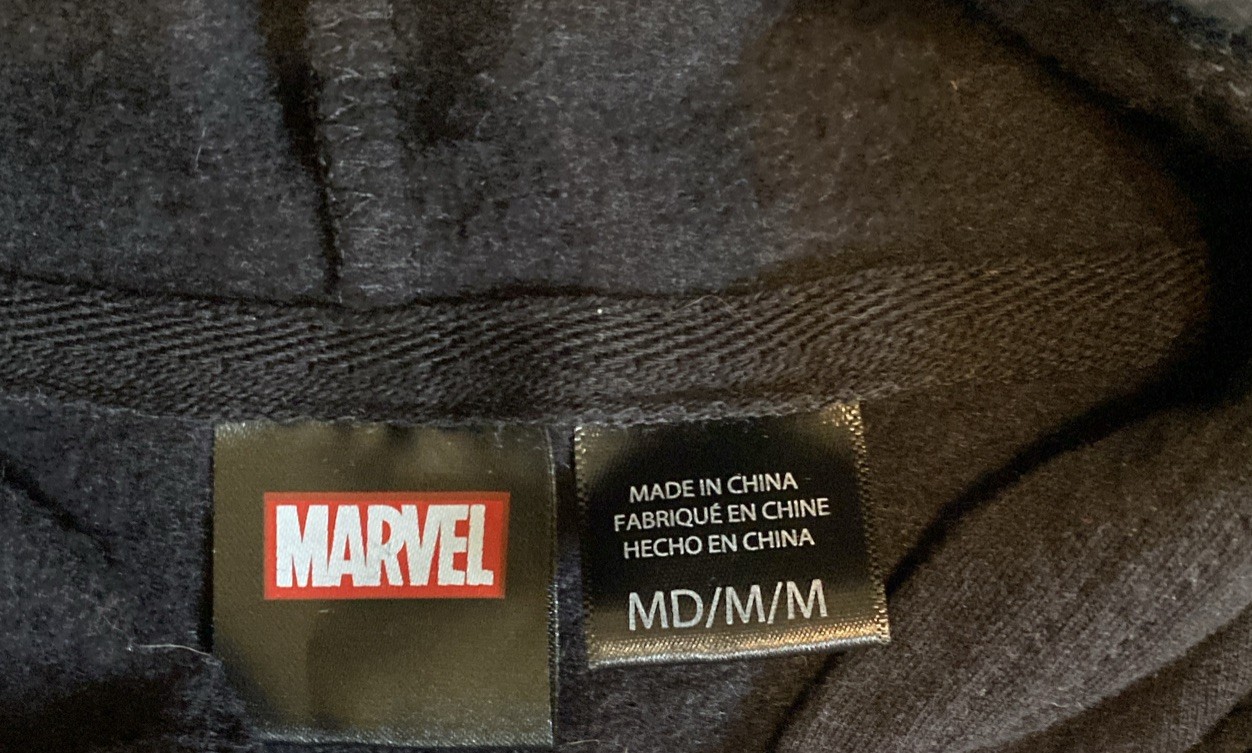 MARVEL
MADE IN CHINA
FABRIQUÉ EN CHINE
HECHO EN CHINA
MD/M/M